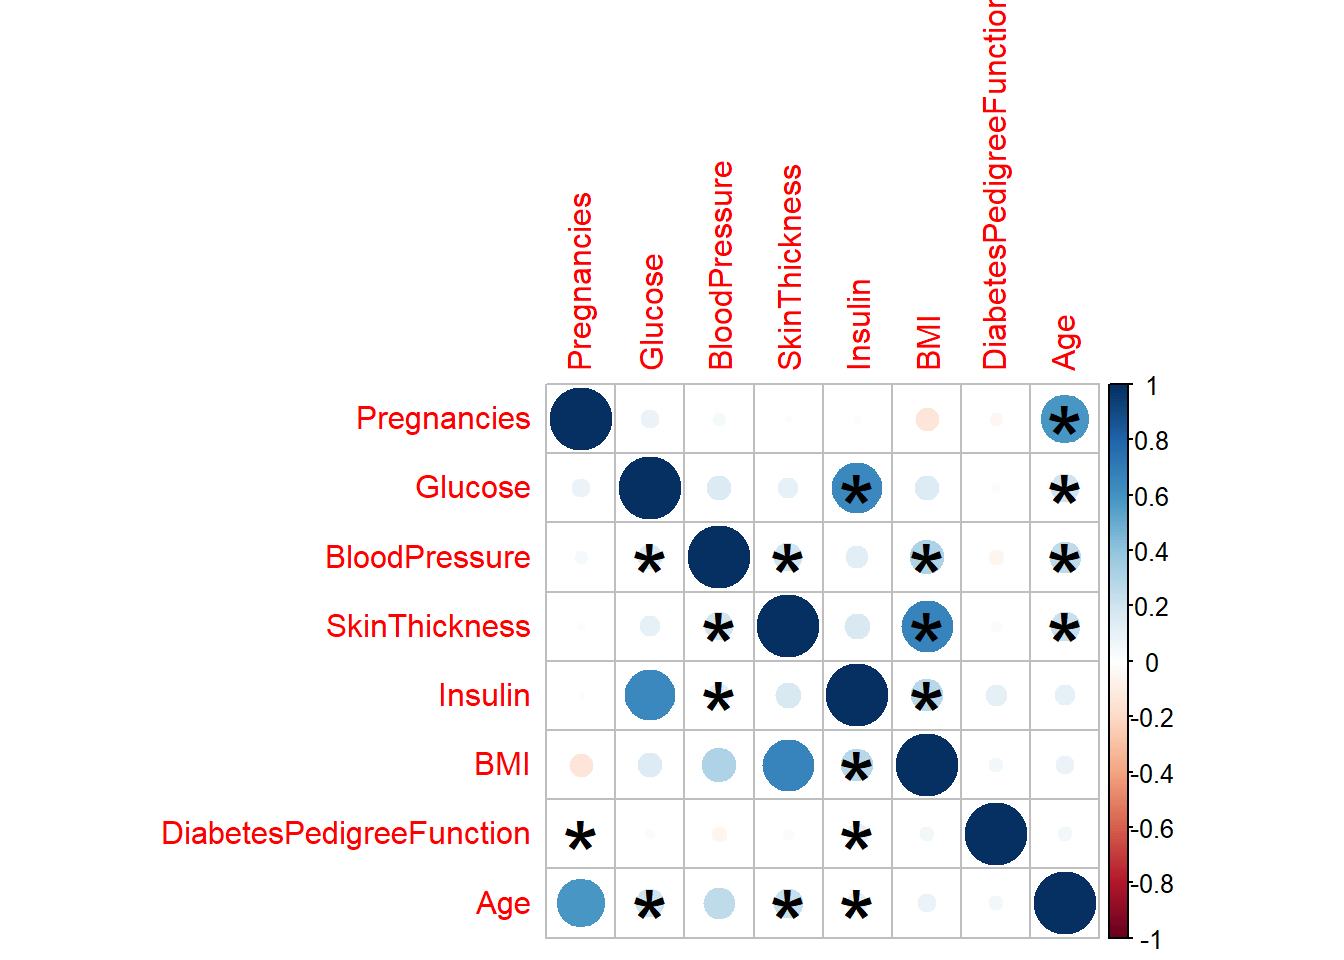 Pregnancies
Glucose
BloodPressure
SkinThickness
Insulin
BMI
DiabetesPedigreeFunction
Age
Pregnancies
Glucose
BloodPressure
SkinThickness
Insulin
BMI
DiabetesPedigreeFunction
Age
* 
* *
* * * *
* * *
* *
*
* *
* * *
1
0.8
0.6
0.4
0.2
0
-0.2
-0.4
-0.6
-0.8
-1